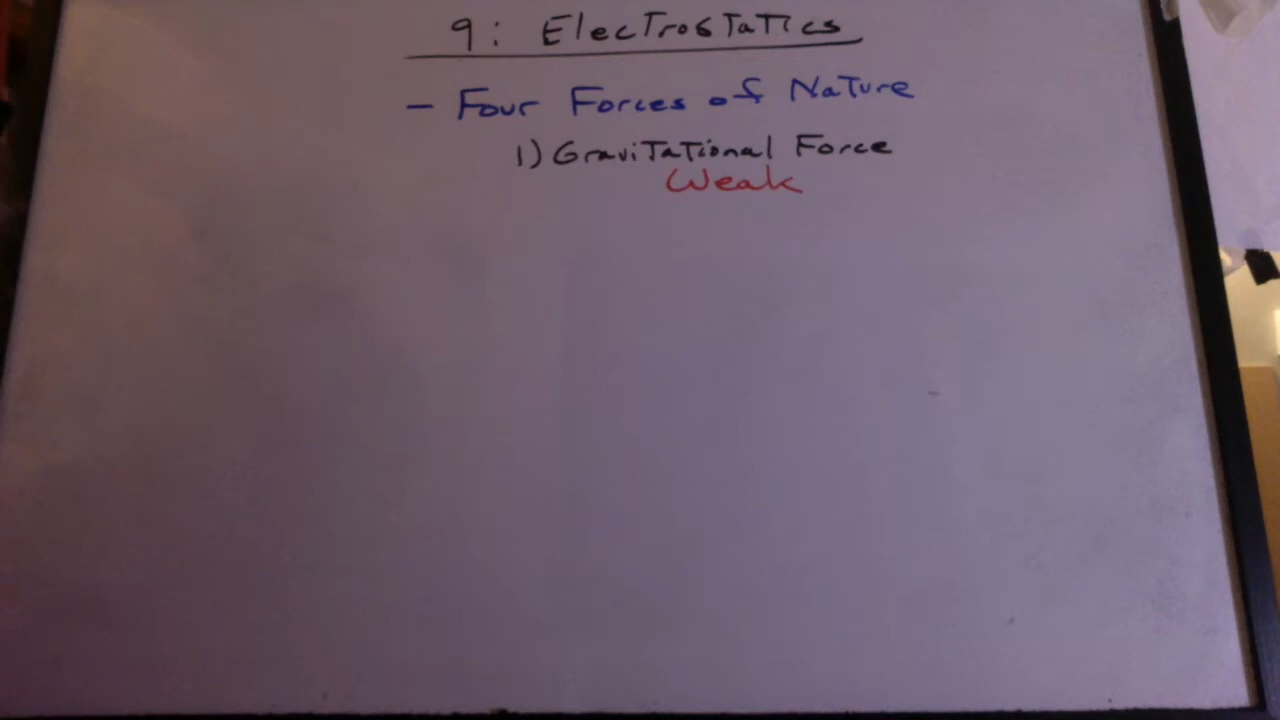 9: Electrostatics
- Four Forces of Nature
1) Gravitational Force
Weak